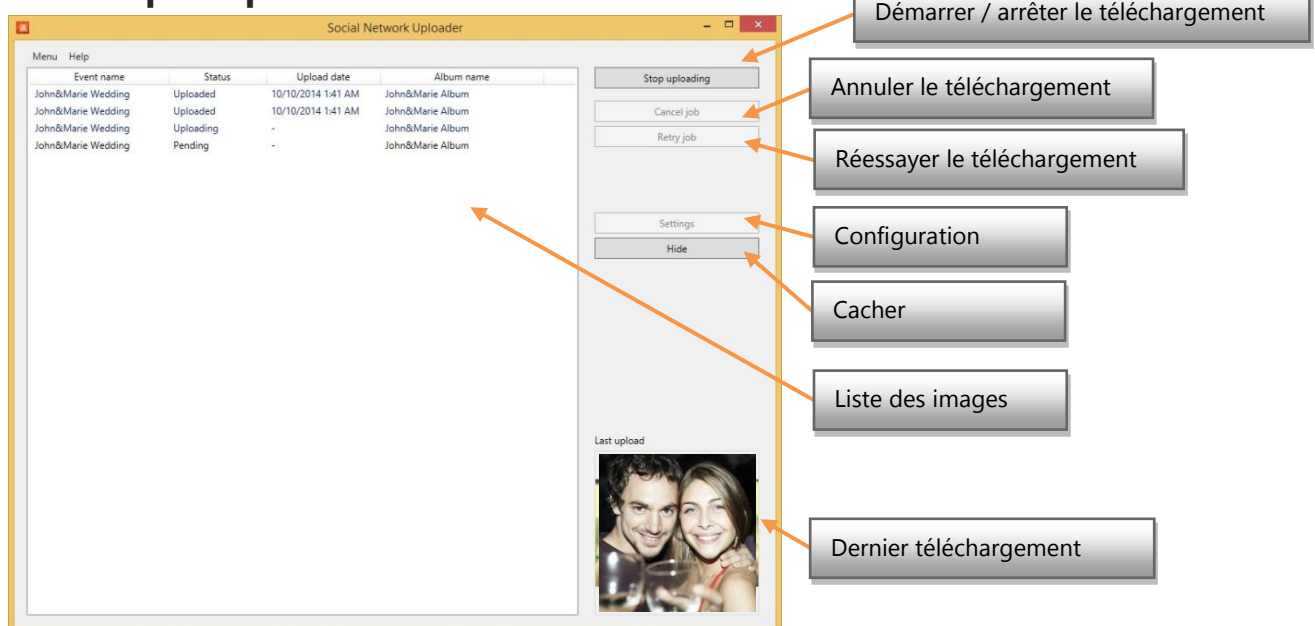 Démarrer / arrêter le téléchargement
Social Network Uploader
Menu Help
Event name Status Upload date Album name
John&Marie Wedding Uploaded 10/10/2014 1:41 AM John&Marie Album
John&Marie Wedding Uploaded 10/10/2014 1:41 AM John&Marie Album
John&Marie Wedding Uploading - John&Marie Album
John&Marie Wedding Pending - John&Marie Album
Stop uploading
Cancel job
Retry job
Settings
Hide
Last upload
Annuler le téléchargement
Réessayer le téléchargement
Configuration
Cacher
Liste des images
Dernier téléchargement